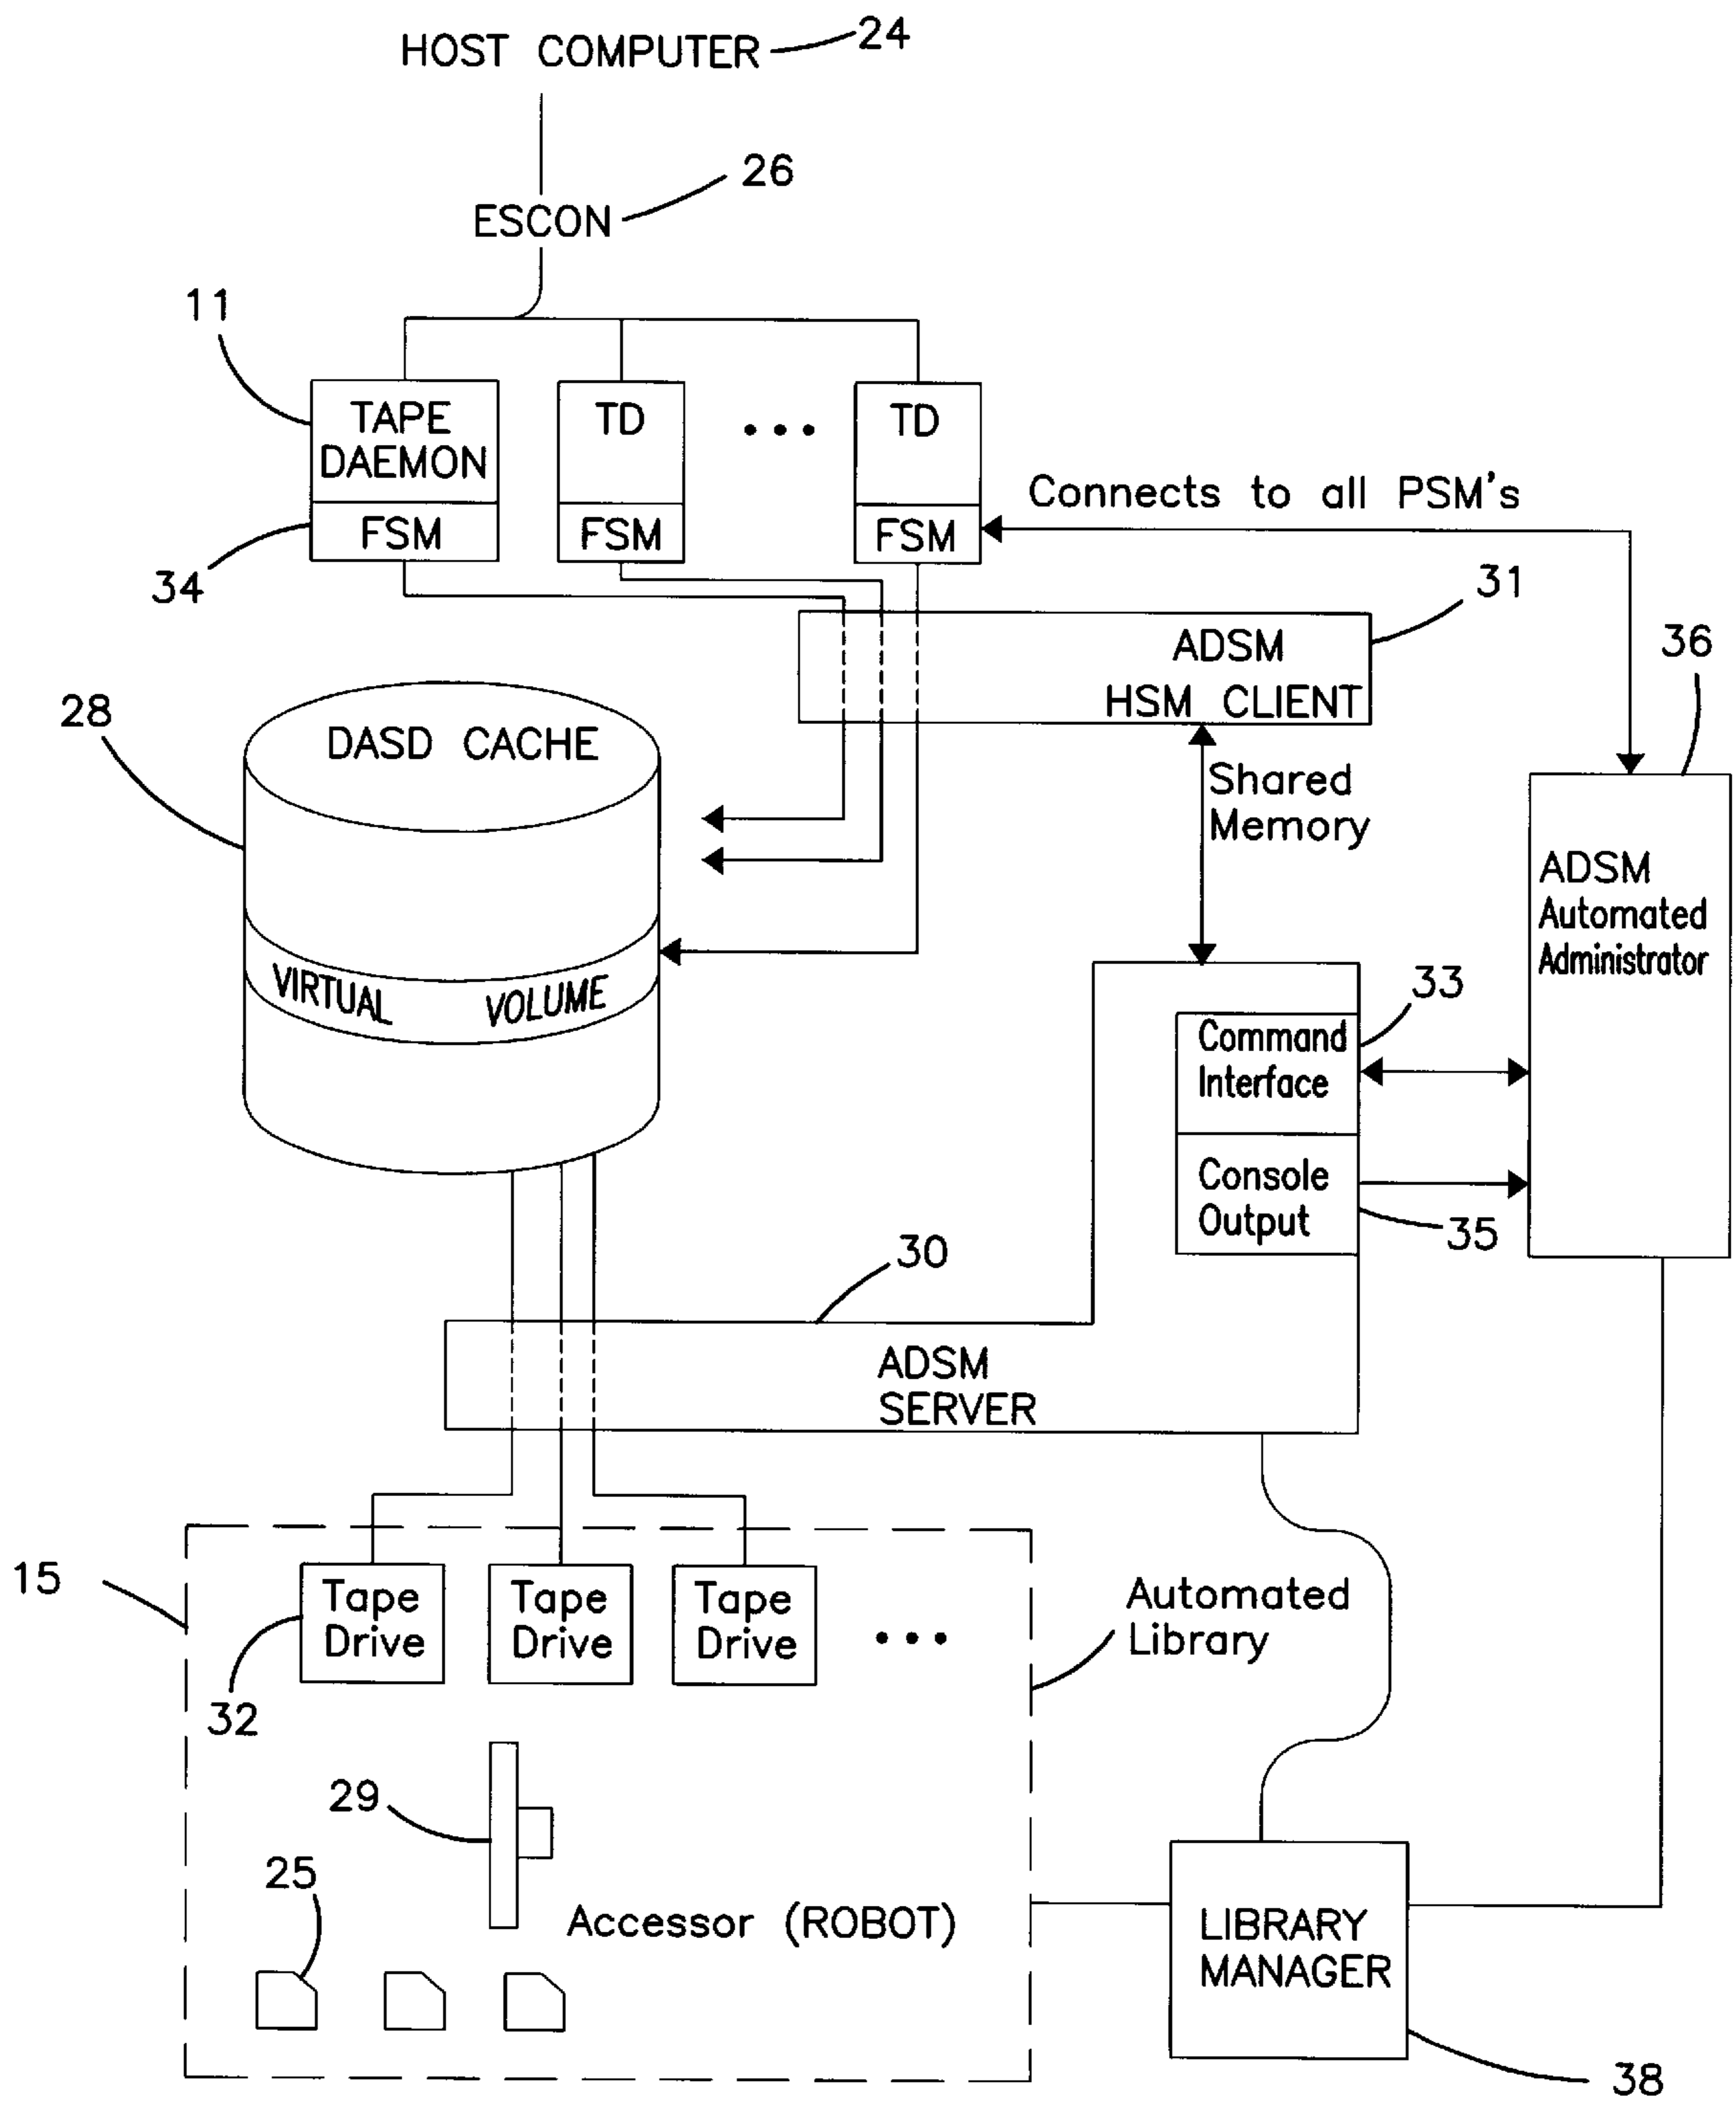 HOST COMPUTER
24
26
ESCON
11
TAPE
DAEMON
TD
TD
FSM
FSM
FSM
Connects to all PSM's
34
31
36
ADSM
HSM CLIENT
28
DASD CACHE
Shared
Memory
ADSM
Automated
Administrator
VIRTUAL VOLUME
33
Command
Interface
Console
Output
35
30
ADSM
SERVER
15
Tape
Drive
Tape
Drive
Tape
Drive
Automated
Library
32
29
25
Accessor (ROBOT)
LIBRARY
MANAGER
38